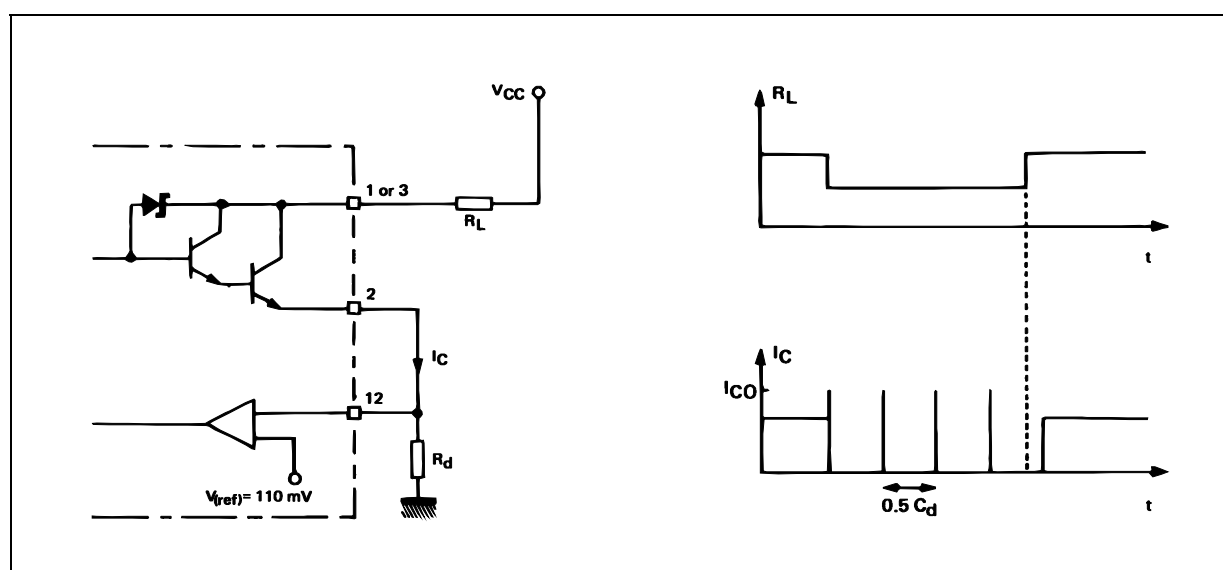 VCC
1 or 3
RL
2
IC
12
Rd
V(ref)= 110 mV
RL
t
IC
ICO
0.5 Cd
t